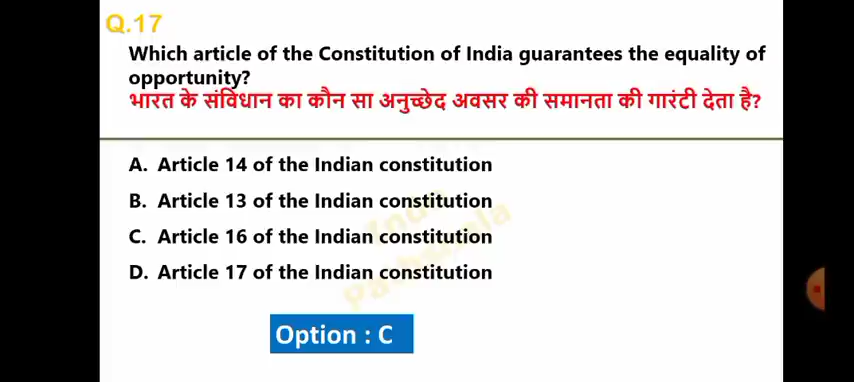 Q.17
Which article of the Constitution of India guarantees the equality of
opportunity?
भारत के संविधान का कौन सा अनुच्छेद अवसर की समानता की गारंटी देता है?
A. Article 14 of the Indian constitution
B. Article 13 of the Indian constitution
C. Article 16 of the Indian constitution
D. Article 17 of the Indian constitution
Option : C